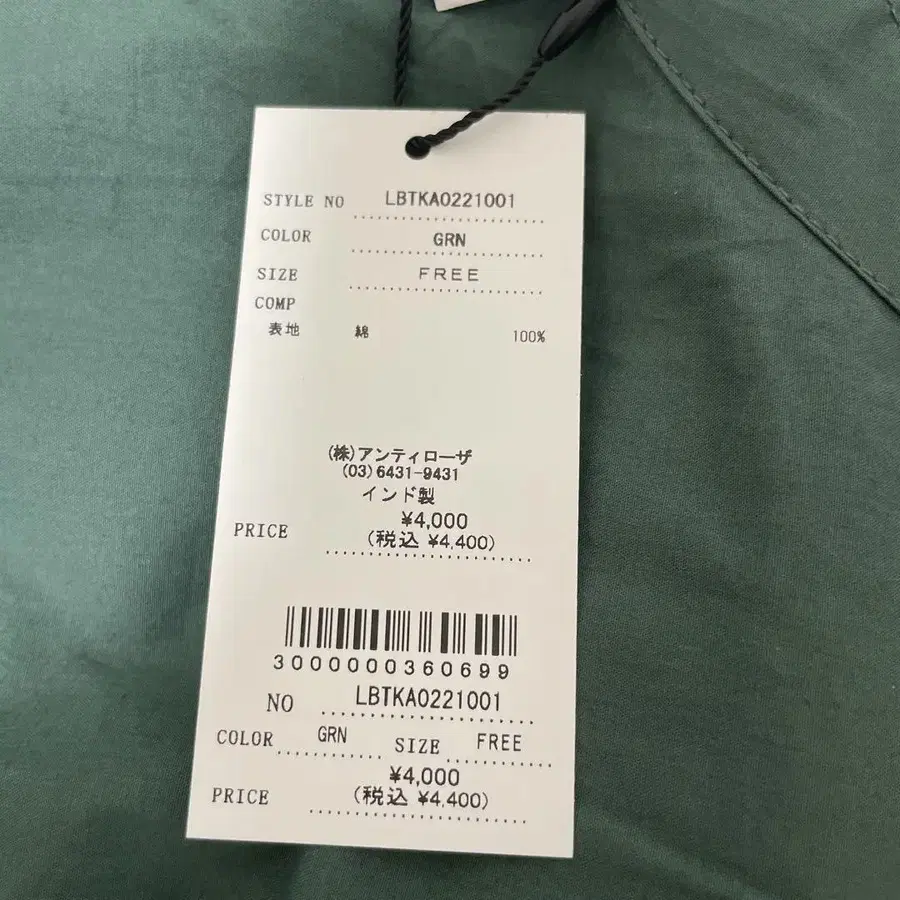 STYLE NO LBTKA0221001
COLOR GRN
SIZE FREE
COMP
表地 綿 100%
(株)アンティローザ
(03)6431-9431
インド製
¥4,000
PRICE (税込 ¥4,400)
3000000360699
NO LBTKA0221001
COLOR GRN SIZE FREE
¥4,000
PRICE (税込 ¥4,400)